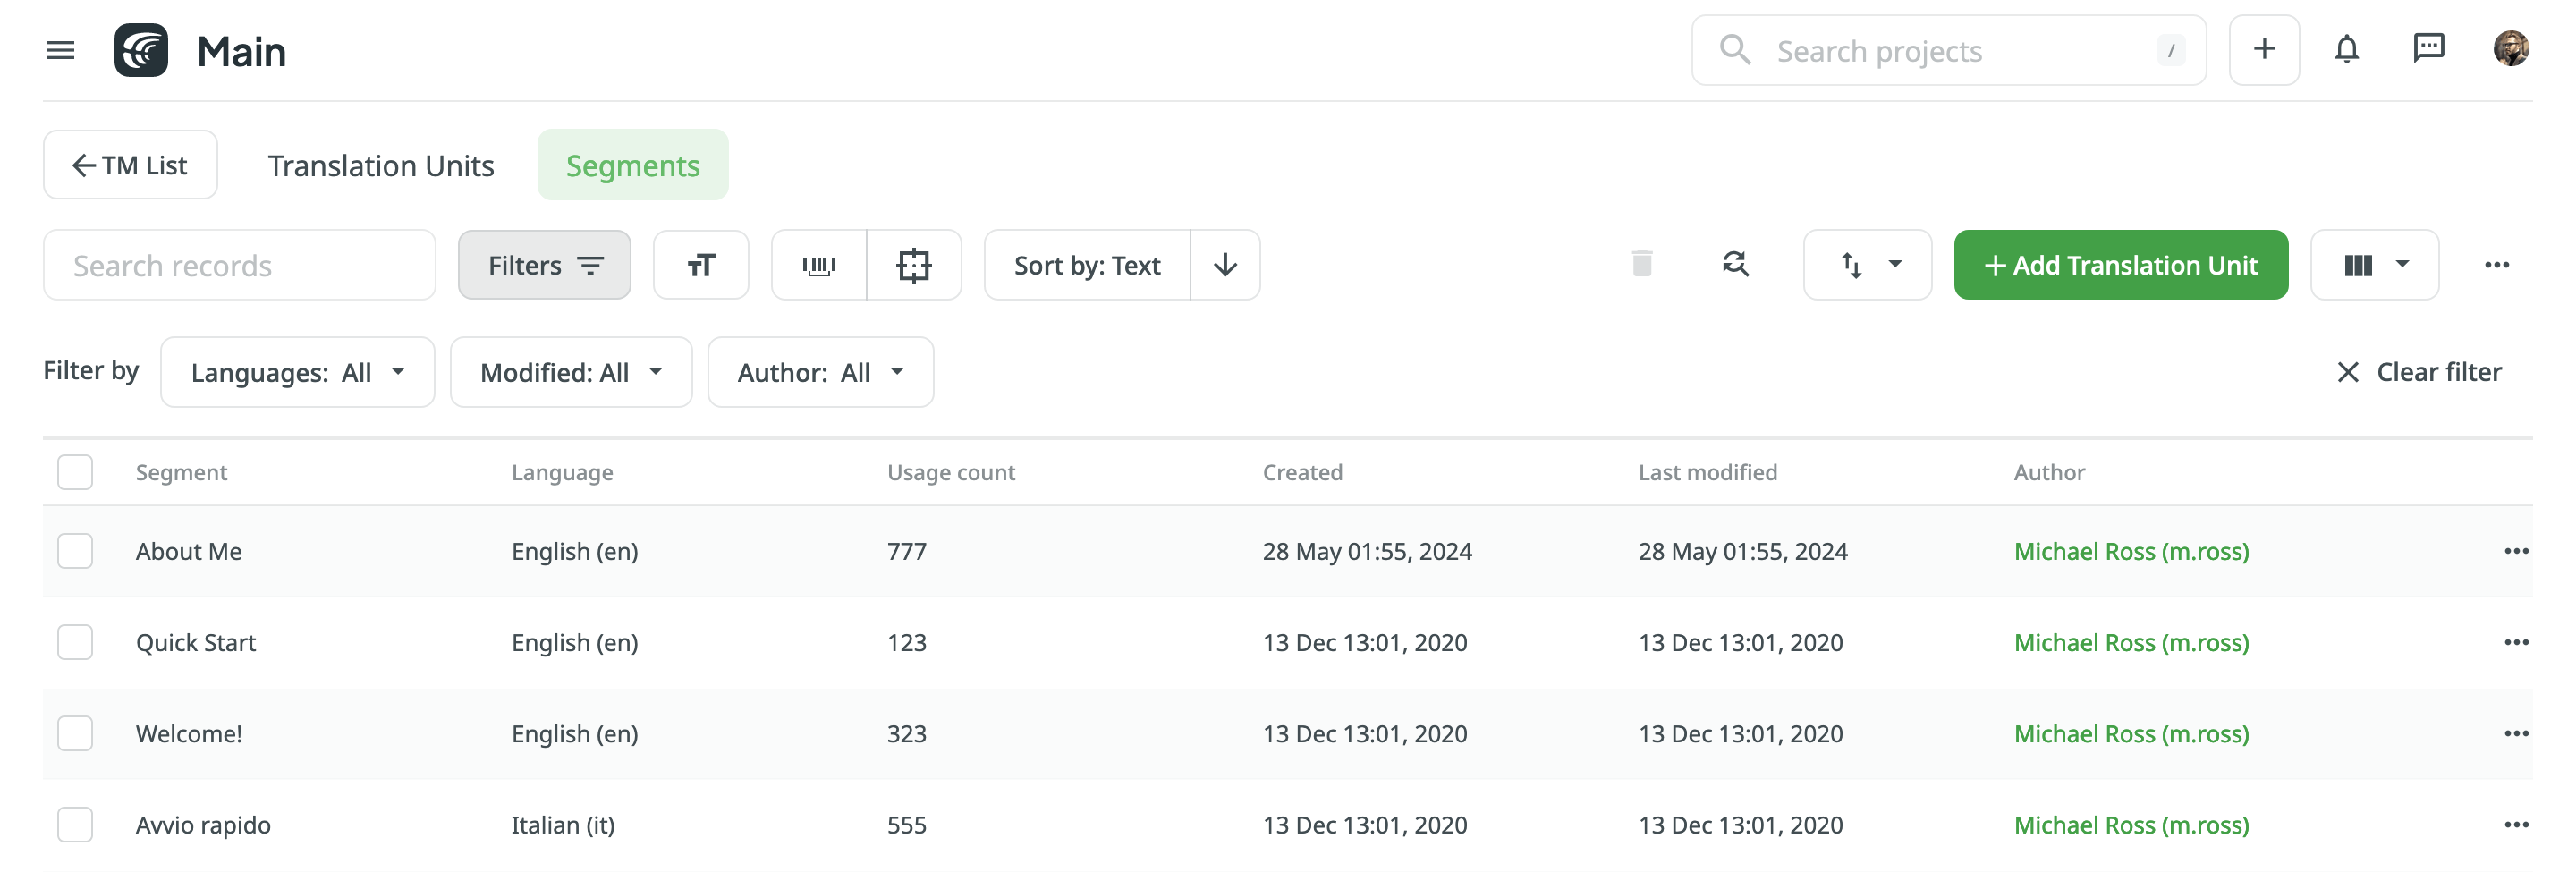 Main
Search projects /
TM List Translation Units Segments
Search records Filters Sort by: Text Add Translation Unit
Filter by Languages: All Modified: All Author: All Clear filter
Segment Language Usage count Created Last modified Author
About Me English (en) 777 28 May 01:55, 2024 28 May 01:55, 2024 Michael Ross (m.ross)
Quick Start English (en) 123 13 Dec 13:01, 2020 13 Dec 13:01, 2020 Michael Ross (m.ross)
Welcome! English (en) 323 13 Dec 13:01, 2020 13 Dec 13:01, 2020 Michael Ross (m.ross)
Avvio rapido Italian (it) 555 13 Dec 13:01, 2020 13 Dec 13:01, 2020 Michael Ross (m.ross)